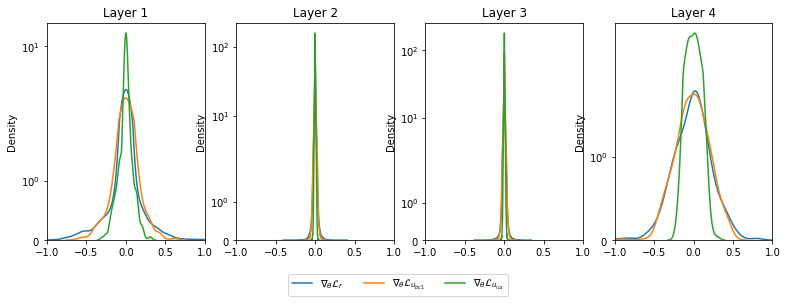 Layer 1 Layer 2 Layer 3 Layer 4
Density Density Density Density
10¹ 10² 10² 10⁰ 0
10⁰ 10¹ 10¹
0 10⁰ 10⁰
0 0
−1.0 −0.5 0.0 0.5 1.0 −1.0 −0.5 0.0 0.5 1.0 −1.0 −0.5 0.0 0.5 1.0 −1.0 −0.5 0.0 0.5 1.0
∇θℒr ∇θℒu_bc1 ∇θℒu_ics